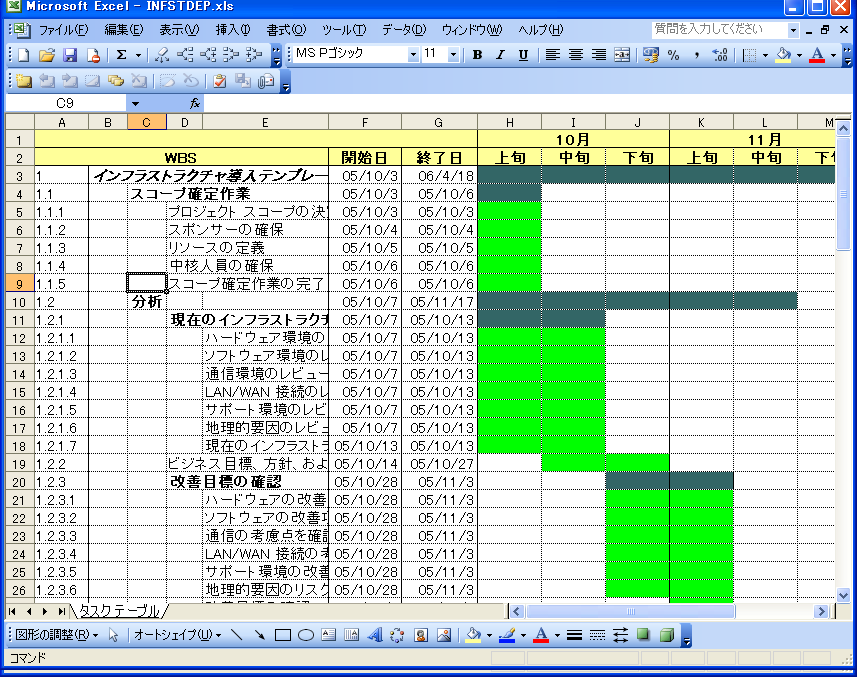 Microsoft Excel - INFSTDEP.xls
ファイル(F) 編集(E) 表示(V) 挿入(I) 書式(O) ツール(T) データ(D) ウィンドウ(W) ヘルプ(H) 質問を入力してください
MS Pゴシック 11 B I U
C9 fx
A B C D E F G H I J K L M
1 10月 11月
2 WBS 開始日 終了日 上旬 中旬 下旬 上旬 中旬
3 1 インフラストラクチャ導入テンプレー 05/10/3 06/4/18
4 1.1 スコープ確定作業 05/10/3 05/10/6
5 1.1.1 プロジェクト スコープの決 05/10/3 05/10/3
6 1.1.2 スポンサーの確保 05/10/4 05/10/4
7 1.1.3 リソースの定義 05/10/5 05/10/5
8 1.1.4 中核人員の確保 05/10/6 05/10/6
9 1.1.5 スコープ確定作業の完了 05/10/6 05/10/6
10 1.2 分析 05/10/7 05/11/17
11 1.2.1 現在のインフラストラクチ 05/10/7 05/10/13
12 1.2.1.1 ハードウェア環境の 05/10/7 05/10/13
13 1.2.1.2 ソフトウェア環境のレ 05/10/7 05/10/13
14 1.2.1.3 通信環境のレビュー 05/10/7 05/10/13
15 1.2.1.4 LAN/WAN 接続のレ 05/10/7 05/10/13
16 1.2.1.5 サポート環境のレビ 05/10/7 05/10/13
17 1.2.1.6 地理的要因のレビュ 05/10/7 05/10/13
18 1.2.1.7 現在のインフラストラ 05/10/13 05/10/13
19 1.2.2 ビジネス目標、方針、およ 05/10/14 05/10/27
20 1.2.3 改善目標の確認 05/10/28 05/11/3
21 1.2.3.1 ハードウェアの改善 05/10/28 05/11/3
22 1.2.3.2 ソフトウェアの改善 05/10/28 05/11/3
23 1.2.3.3 通信の考慮点を確認 05/10/28 05/11/3
24 1.2.3.4 LAN/WAN 接続の考 05/10/28 05/11/3
25 1.2.3.5 サポート環境の改善 05/10/28 05/11/3
26 1.2.3.6 地理的要因のリスク 05/10/28 05/11/3
タスクテーブル
図形の調整(R) オートシェイプ(U)
コマンド